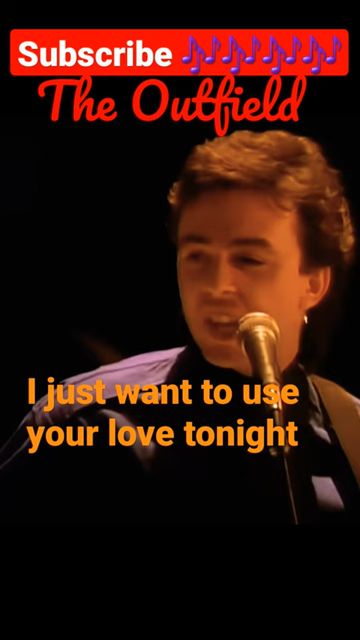 Subscribe 🎶🎶🎶🎶
The Outfield
I just want to use
your love tonight